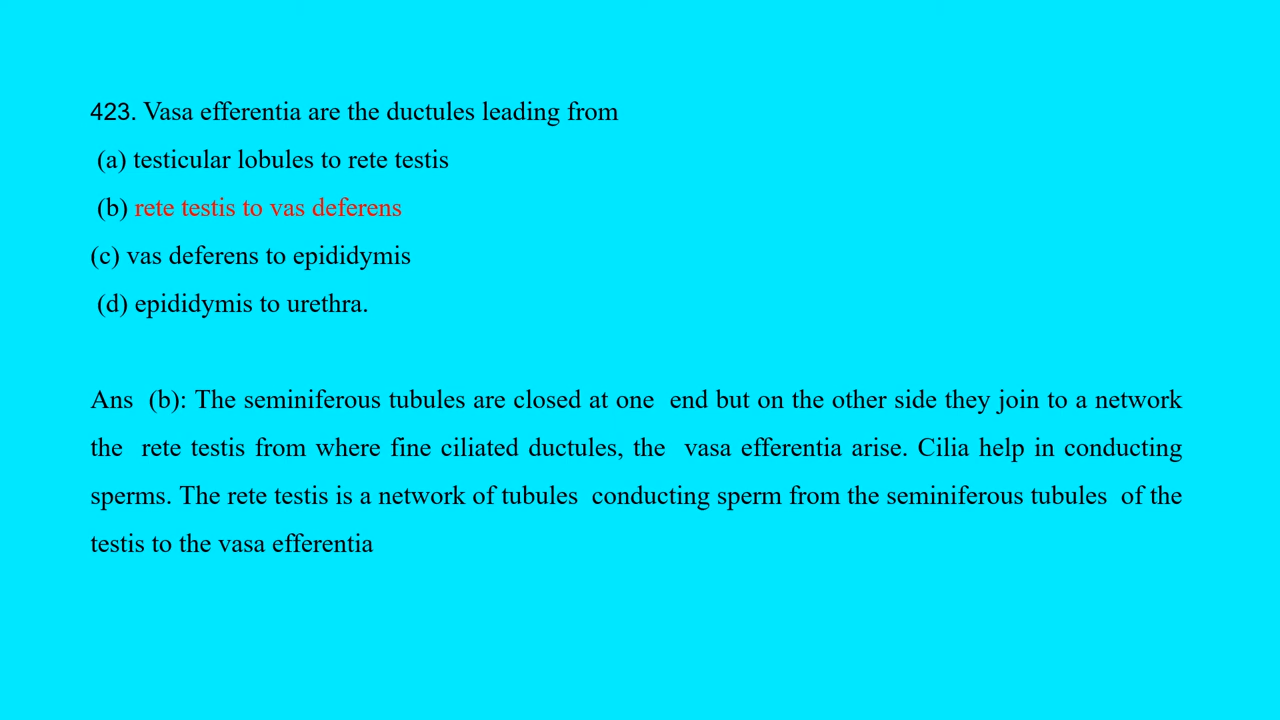 423. Vasa efferentia are the ductules leading from
(a) testicular lobules to rete testis
(b) rete testis to vas deferens
(c) vas deferens to epididymis
(d) epididymis to urethra.
Ans (b): The seminiferous tubules are closed at one end but on the other side they join to a network
the rete testis from where fine ciliated ductules, the vasa efferentia arise. Cilia help in conducting
sperms. The rete testis is a network of tubules conducting sperm from the seminiferous tubules of the
testis to the vasa efferentia